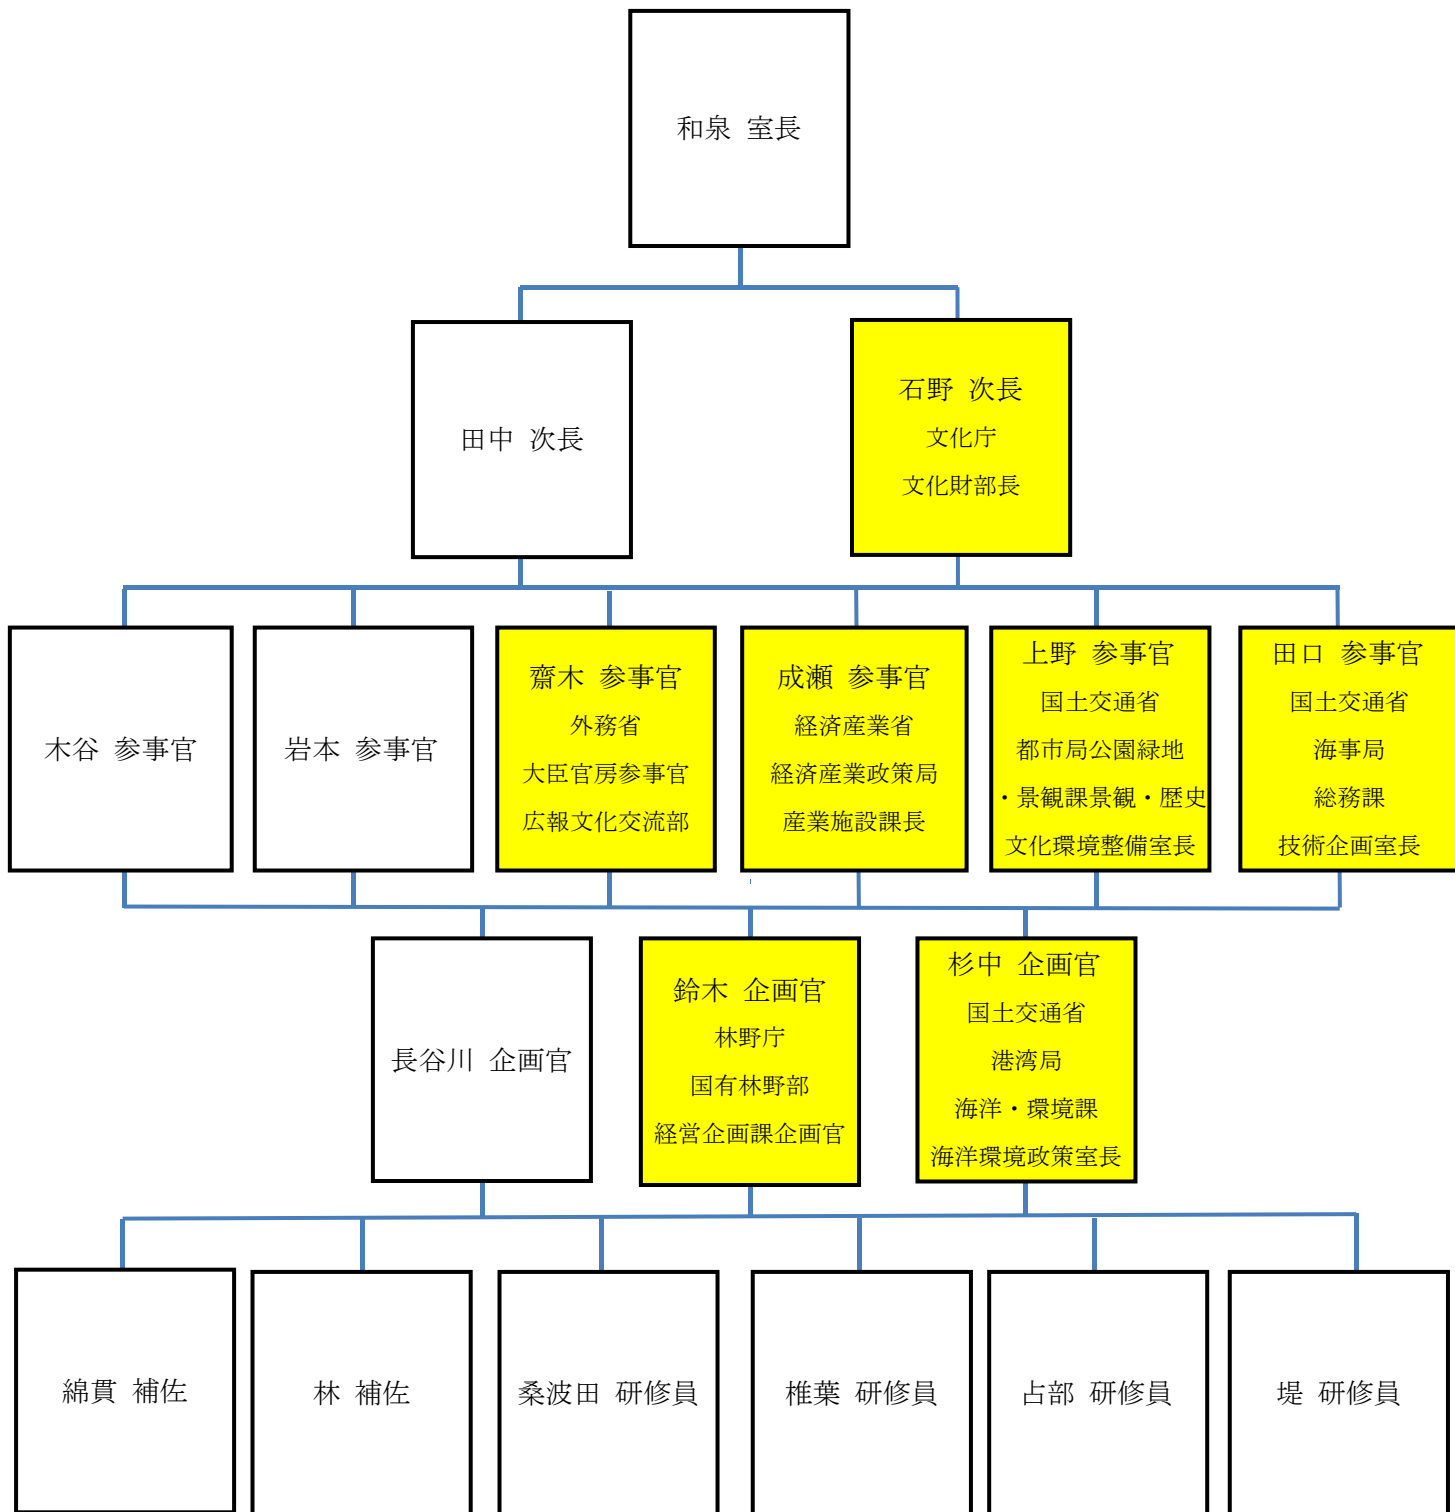 和泉 室長
田中 次長
石野 次長
文化庁
文化財部長
木谷 参事官
岩本 参事官
齋木 参事官
外務省
大臣官房参事官
広報文化交流部
成瀬 参事官
経済産業省
経済産業政策局
産業施設課長
上野 参事官
国土交通省
都市局公園緑地
・景観課景観・歴史
文化環境整備室長
田口 参事官
国土交通省
海事局
総務課
技術企画室長
長谷川 企画官
鈴木 企画官
林野庁
国有林野部
経営企画課企画官
杉中 企画官
国土交通省
港湾局
海洋・環境課
海洋環境政策室長
綿貫 補佐
林 補佐
桑波田 研修員
椎葉 研修員
占部 研修員
堤 研修員